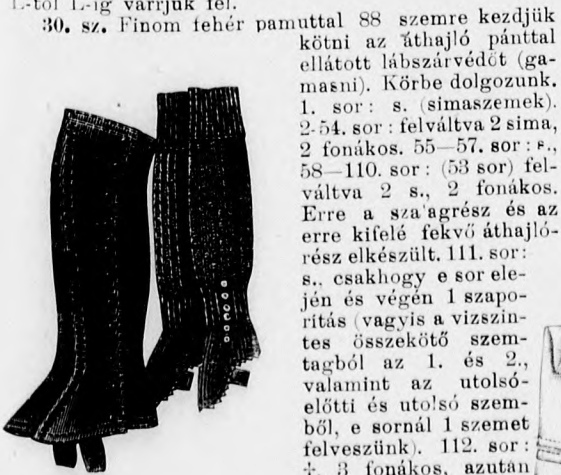 L-től L-ig varrjuk fel.
30. sz. Finom fehér pamuttal 88 szemre kezdjük
kötni az áthajló pánttal
ellátott lábszárvédőt (ga-
masni). Körbe dolgozunk.
1. sor: s. (simaszemek).
2-54. sor: felváltva 2 sima,
2 fonákos. 55—57. sor: s.,
58—110. sor: (53 sor) fel-
váltva 2 s., 2 fonákos.
Erre a sza'agrész és az
erre kifelé fekvő áthajló-
rész elkészült. 111. sor:
s.. csakhogy e sor ele-
jén és végén 1 szapo-
rítás (vagyis a vizszin-
tes összekötő szem-
tagból az 1. és 2.,
valamint az utolsó-
előtti és utolsó szem-
ből, e sornál 1 szemet
felveszünk). 112. sor:
÷. 3 fonákos, azután